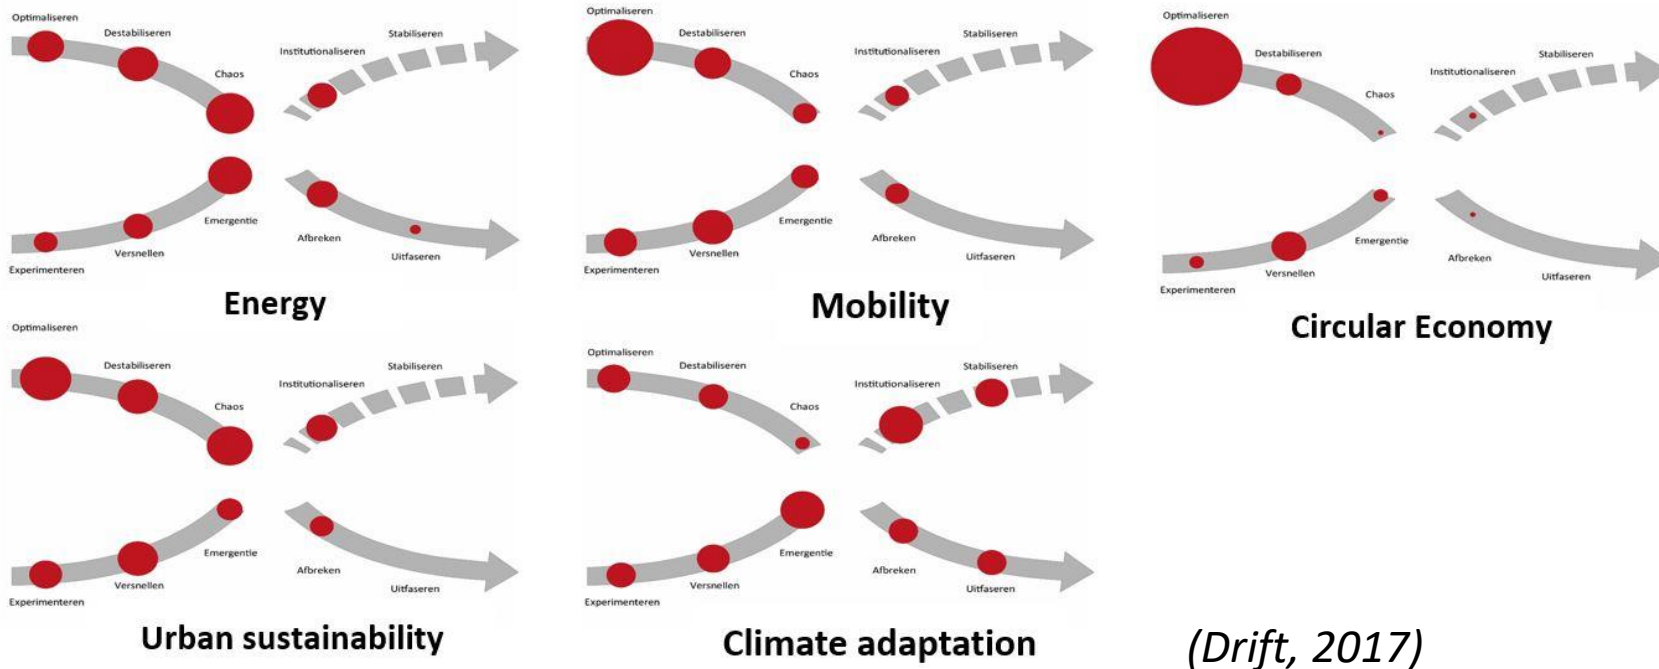 Optimaliseren
Destabiliseren
Chaos
Institutionaliseren
Stabiliseren
Experimenteren
Versnellen
Emergentie
Afbreken
Uitfaseren
Energy
Optimaliseren
Destabiliseren
Chaos
Institutionaliseren
Stabiliseren
Experimenteren
Versnellen
Emergentie
Afbreken
Uitfaseren
Mobility
Optimaliseren
Destabiliseren
Chaos
Institutionaliseren
Stabiliseren
Experimenteren
Versnellen
Emergentie
Afbreken
Uitfaseren
Circular Economy
Optimaliseren
Destabiliseren
Chaos
Institutionaliseren
Stabiliseren
Experimenteren
Versnellen
Emergentie
Afbreken
Uitfaseren
Urban sustainability
Optimaliseren
Destabiliseren
Chaos
Institutionaliseren
Stabiliseren
Experimenteren
Versnellen
Emergentie
Afbreken
Uitfaseren
Climate adaptation
(Drift, 2017)